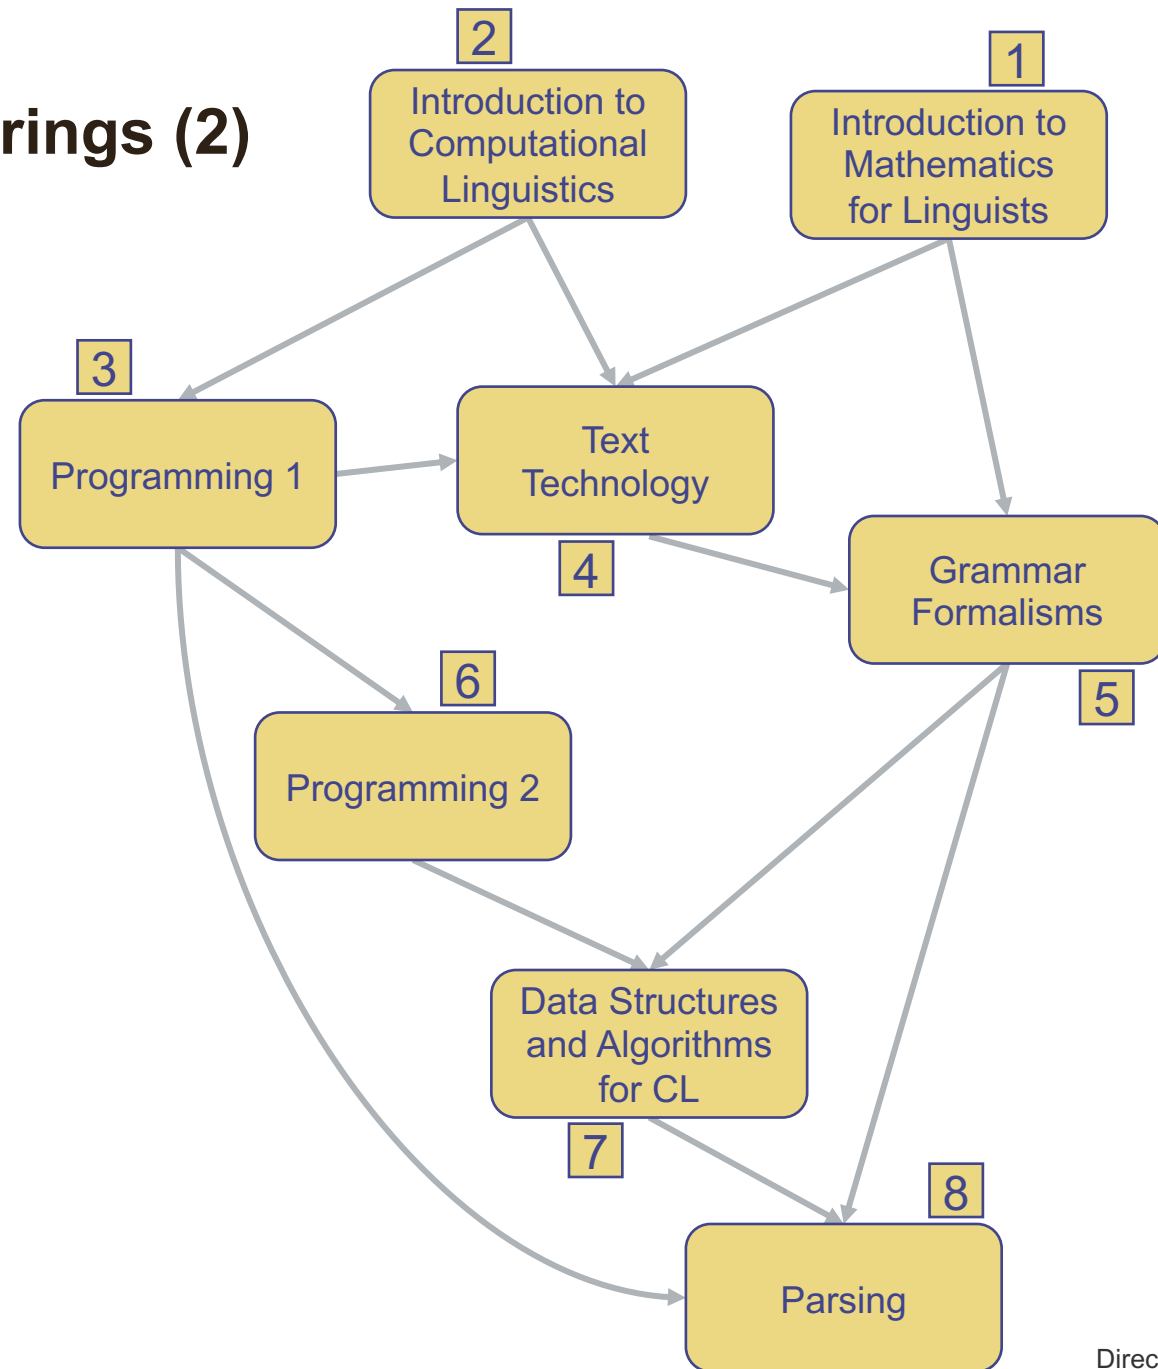 rings (2)
2
Introduction to
Computational
Linguistics
1
Introduction to
Mathematics
for Linguists
3
Programming 1
Text
Technology
4
Grammar
Formalisms
5
6
Programming 2
Data Structures
and Algorithms
for CL
7
8
Parsing
Direc